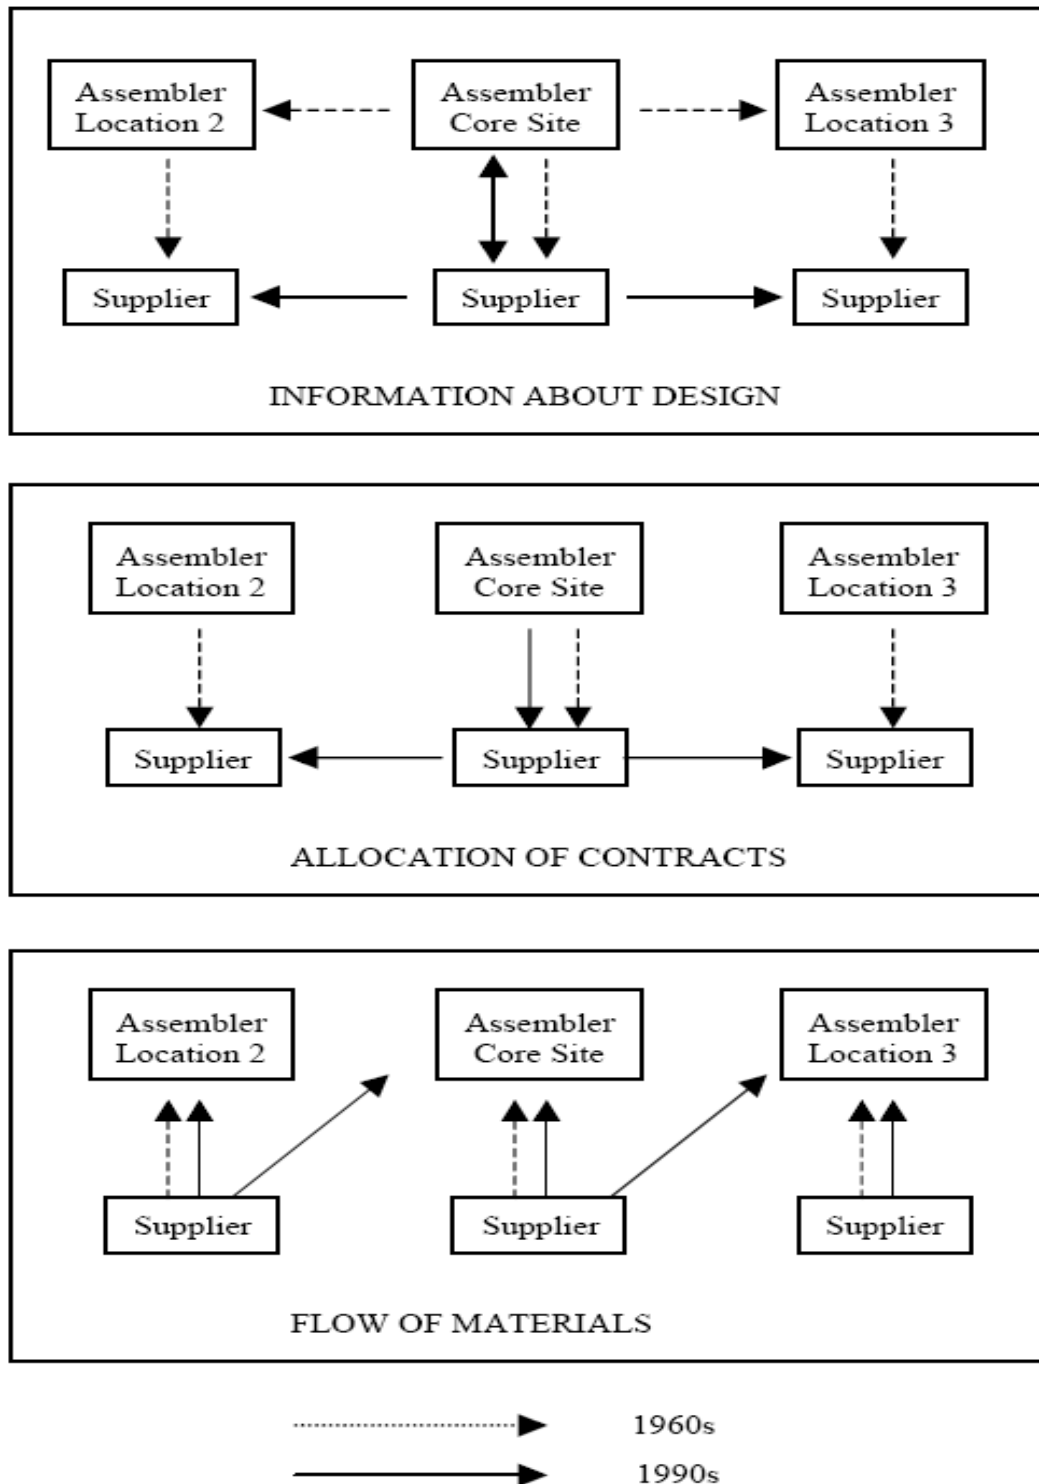 Assembler
Location 2
Assembler
Core Site
Assembler
Location 3
Supplier
Supplier
Supplier
INFORMATION ABOUT DESIGN
Assembler
Location 2
Assembler
Core Site
Assembler
Location 3
Supplier
Supplier
Supplier
ALLOCATION OF CONTRACTS
Assembler
Location 2
Assembler
Core Site
Assembler
Location 3
Supplier
Supplier
Supplier
FLOW OF MATERIALS
1960s
1990s